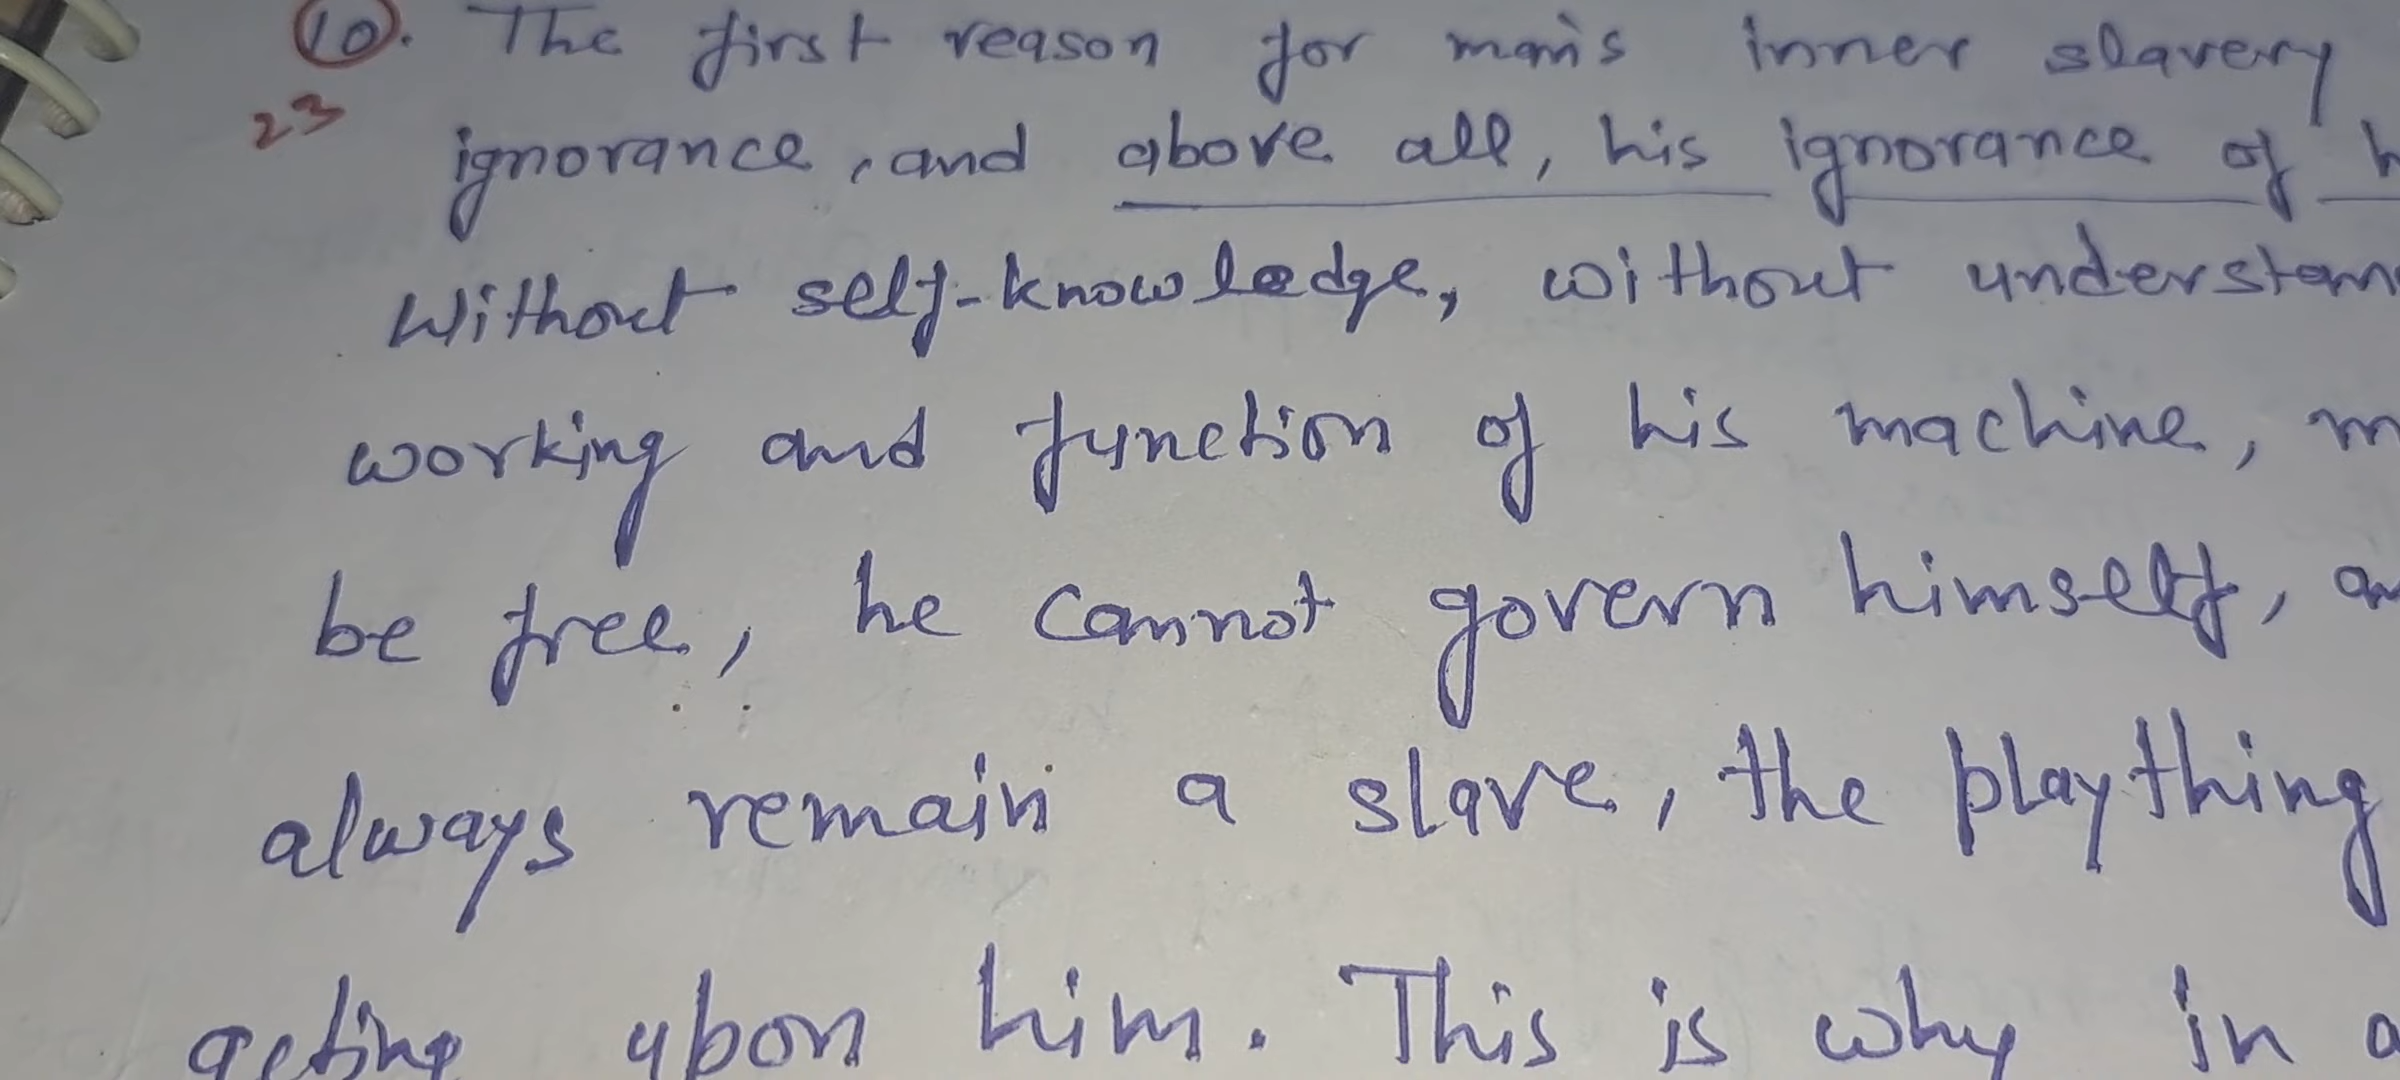 10. The first reason for man's inner slavery
23
ignorance, and above all, his ignorance of
Without self-knowledge, without
working and function of his machine,
be free, he cannot govern himself,
always remain a slave, the plaything
acting upon him. This is why in